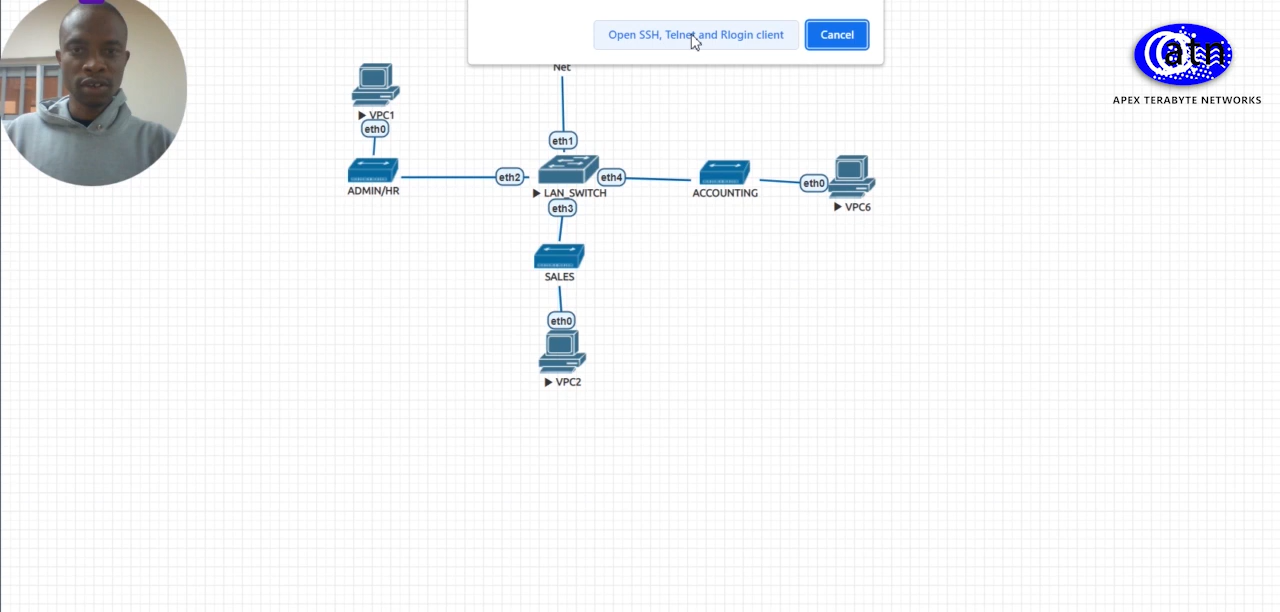 Open SSH, Telnet and Rlogin client
Cancel
atn
APEX TERABYTE NETWORKS
Net
VPC1
eth0
eth1
ADMIN/HR
eth2
LAN_SWITCH
eth4
ACCOUNTING
eth0
VPC6
eth3
SALES
eth0
VPC2